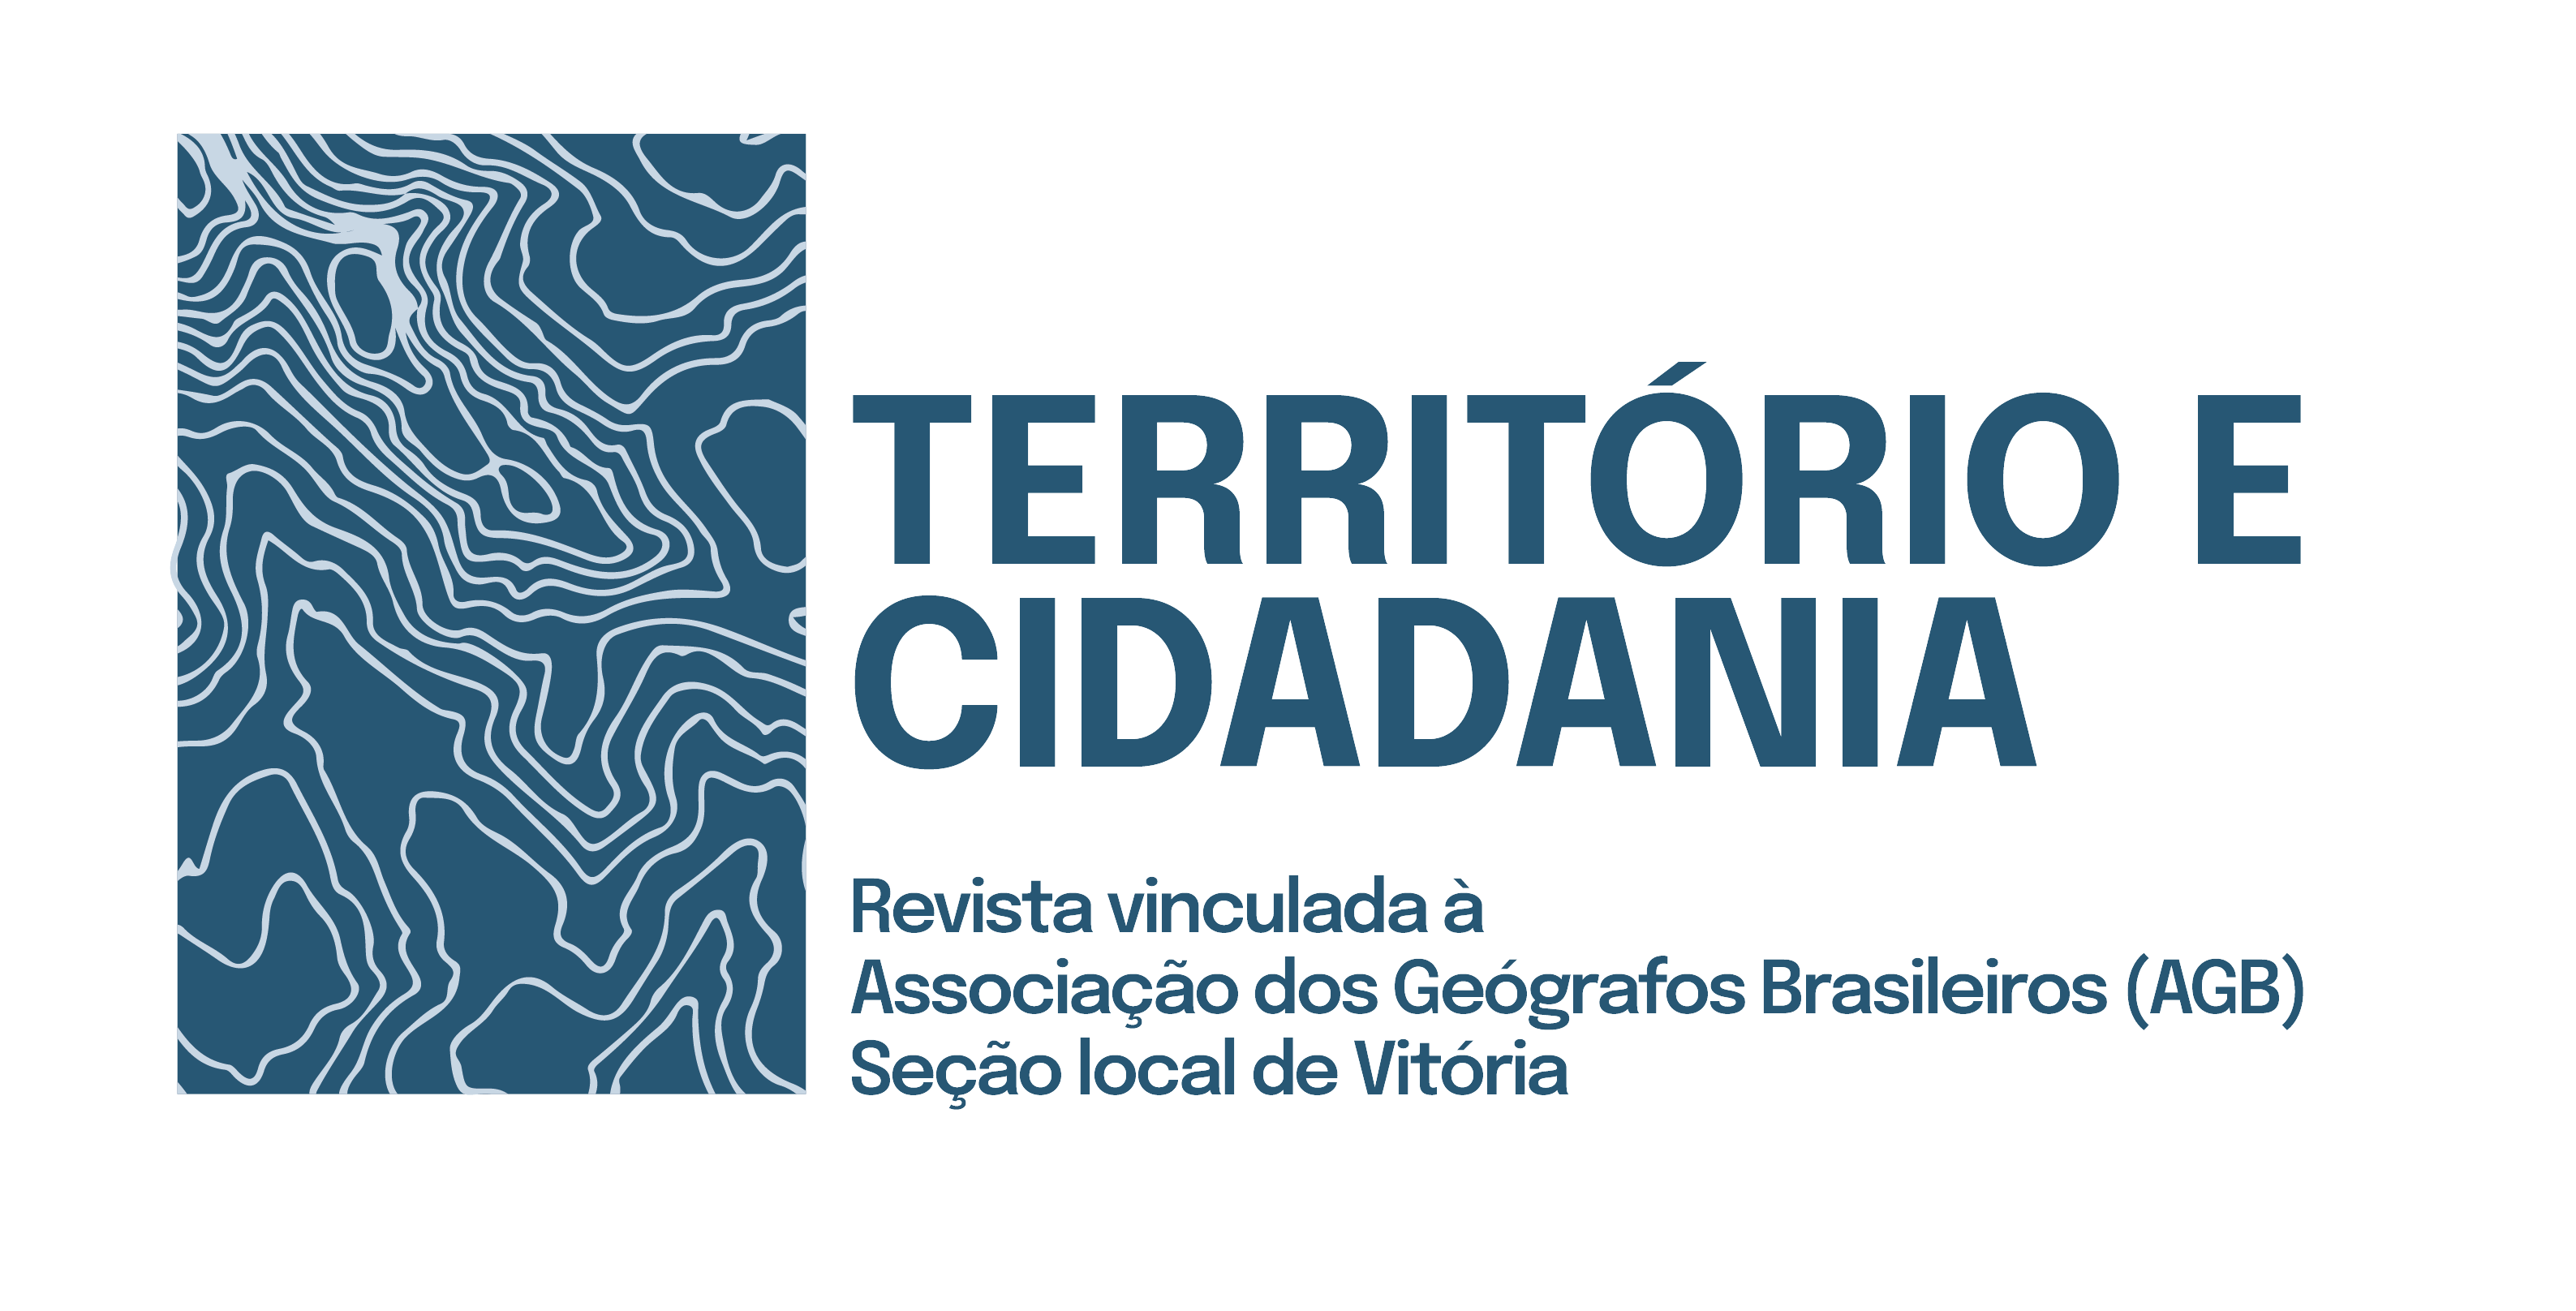 TERRITÓRIO E
CIDADANIA
Revista vinculada à
Associação dos Geógrafos Brasileiros (AGB)
Seção local de Vitória